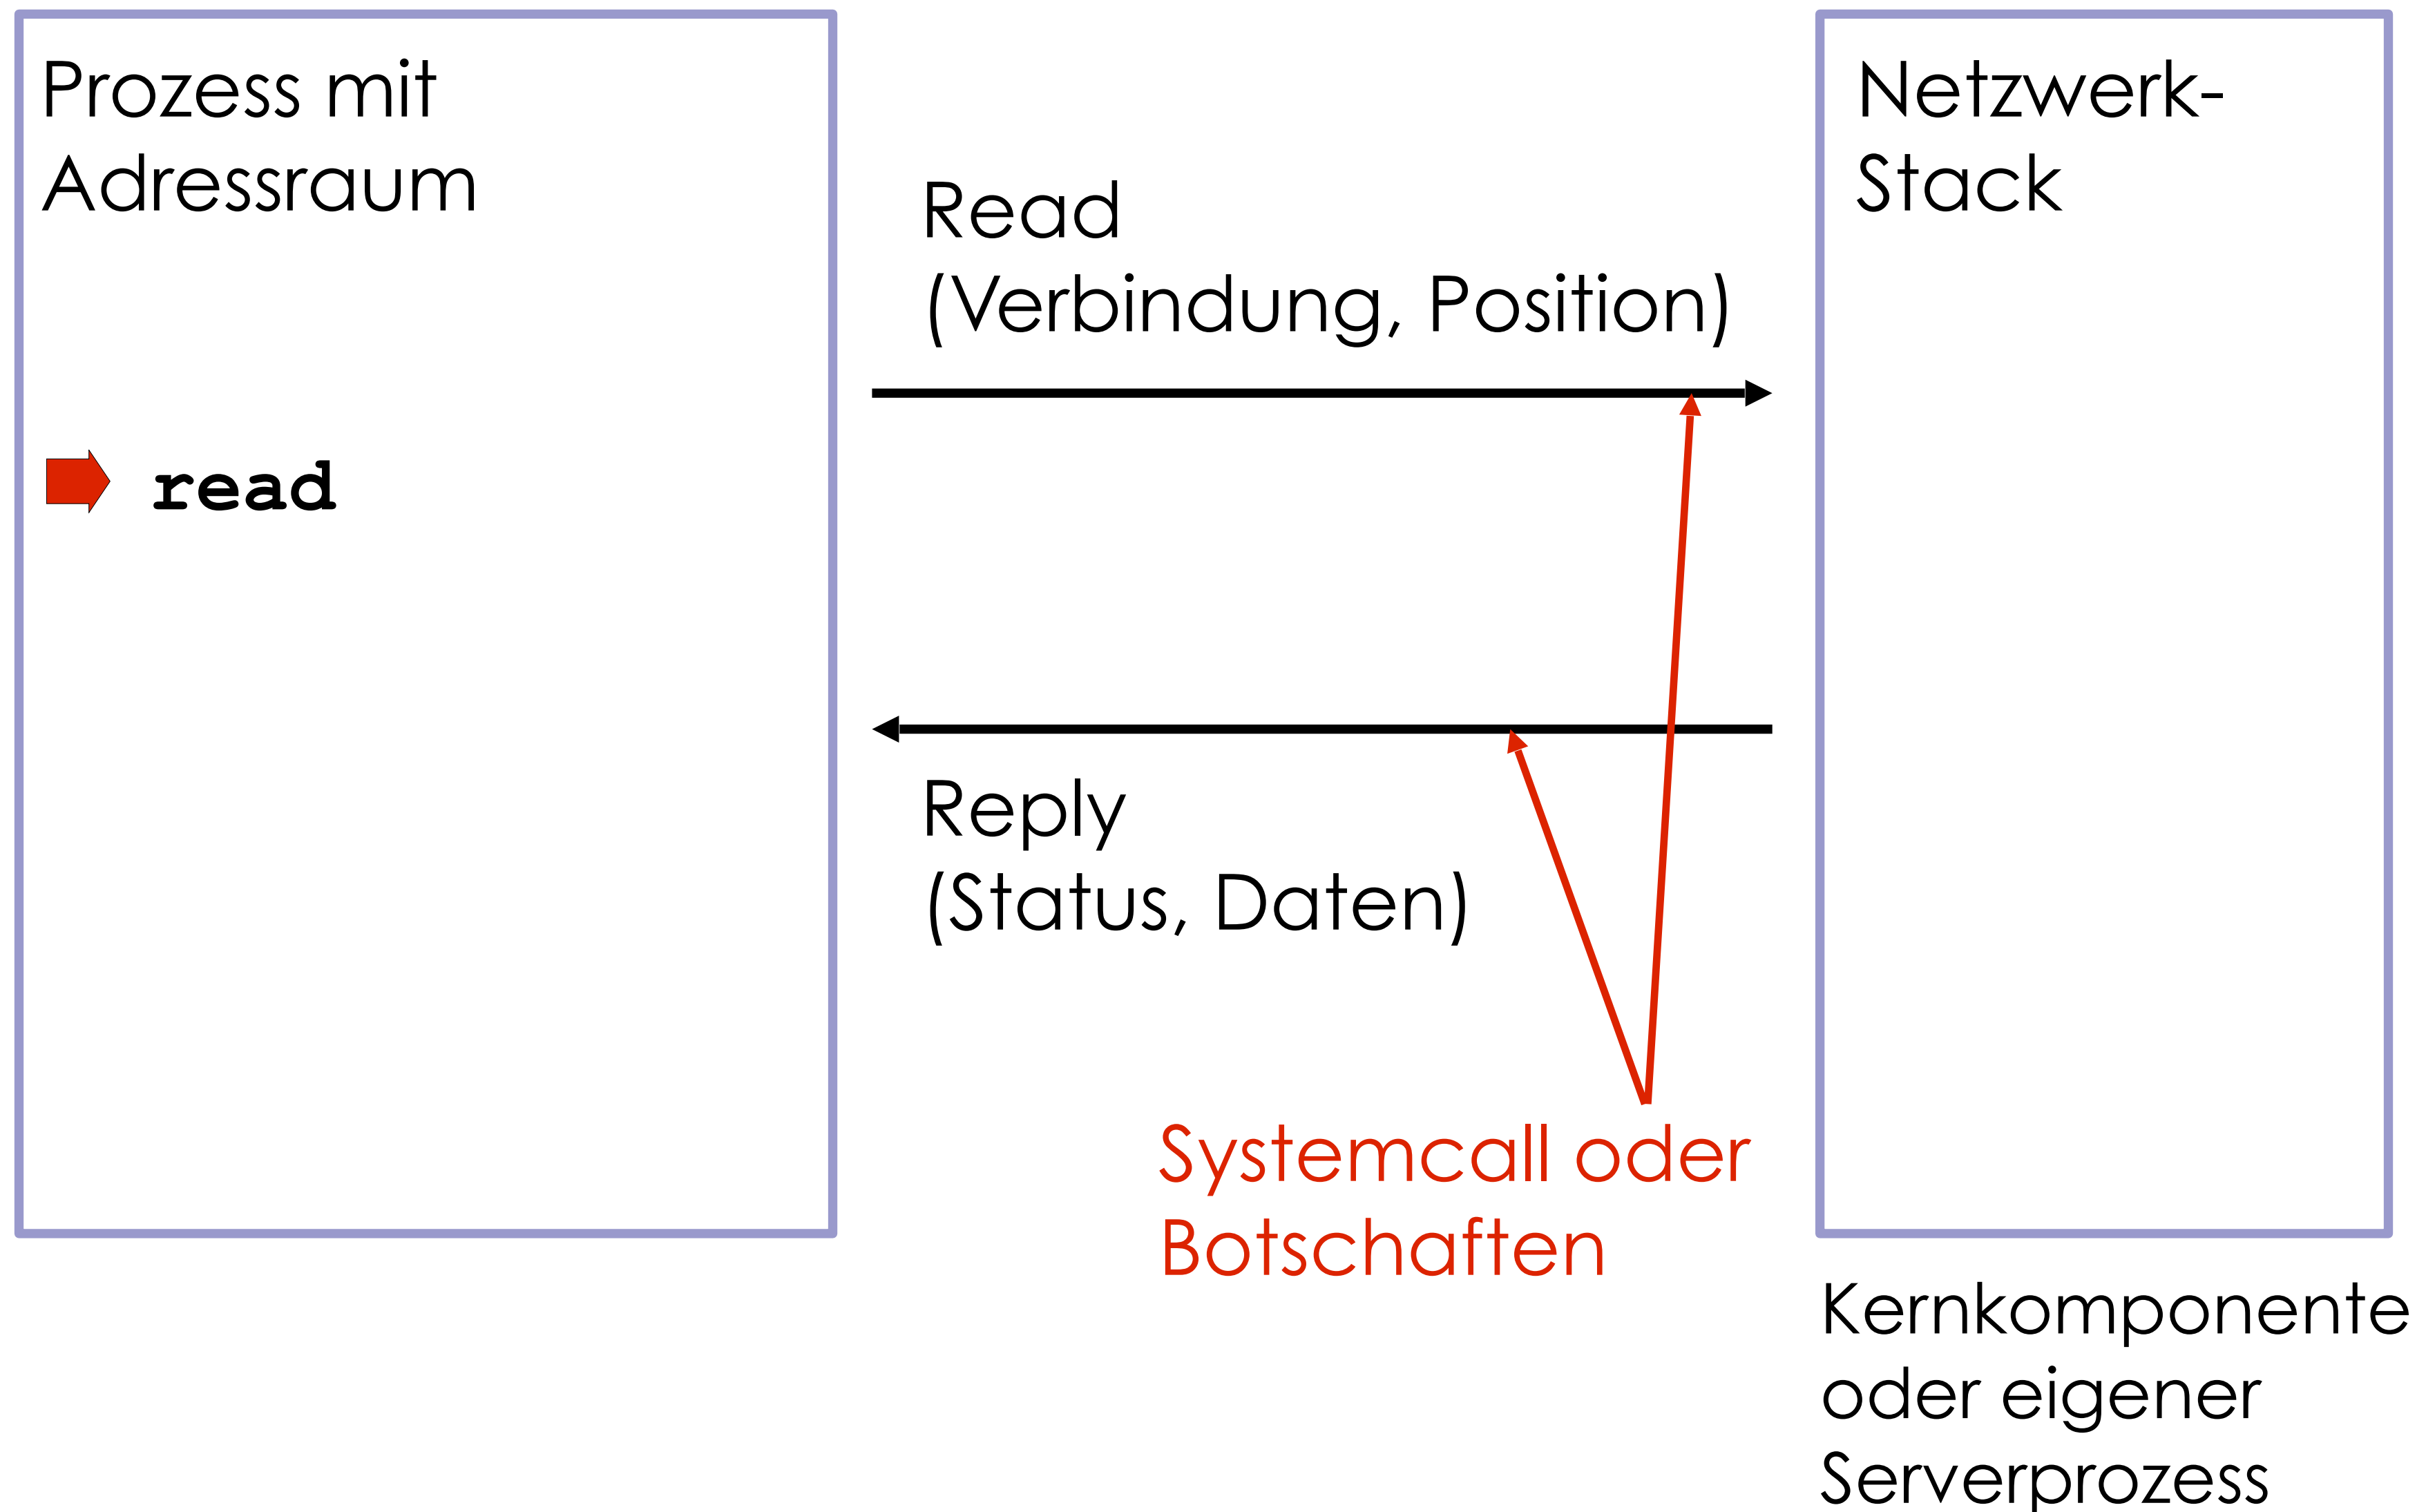 Prozess mit
Adressraum
read
Read
(Verbindung, Position)
Reply
(Status, Daten)
Systemcall oder
Botschaften
Netzwerk-
Stack
Kernkomponente
oder eigener
Serverprozess